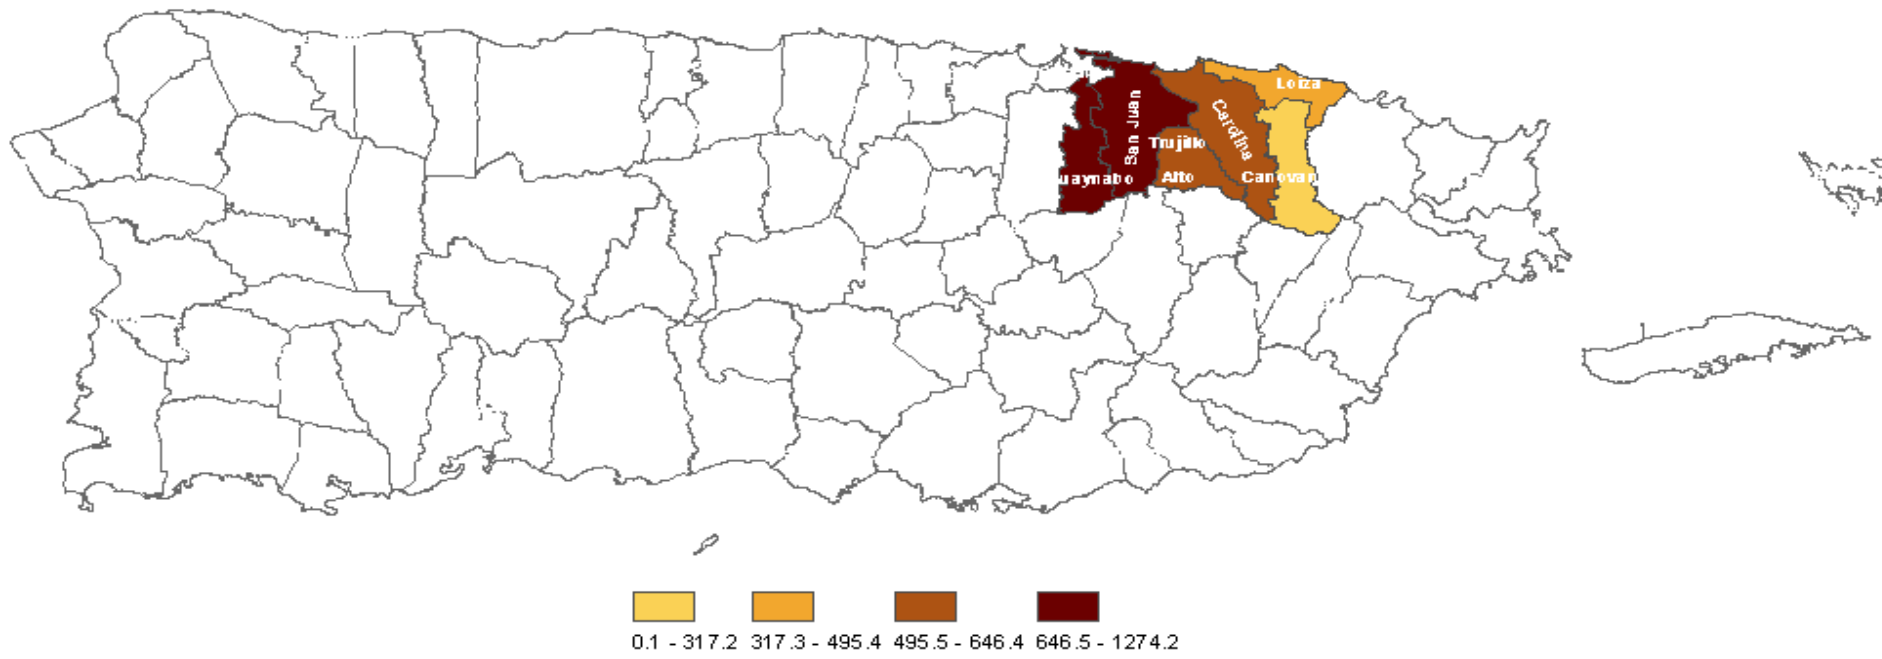 Loiza
San Juan
Carolina
Trujillo
Alto
uaynabo
Canovan
0.1 - 317.2 317.3 - 495.4 495.5 - 646.4 646.5 - 1274.2